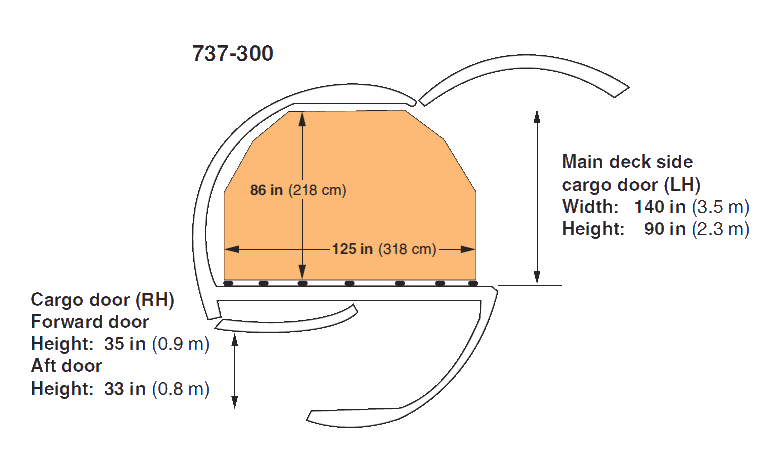 737-300
86 in (218 cm)
125 in (318 cm)
Main deck side
cargo door (LH)
Width: 140 in (3.5 m)
Height: 90 in (2.3 m)
Cargo door (RH)
Forward door
Height: 35 in (0.9 m)
Aft door
Height: 33 in (0.8 m)